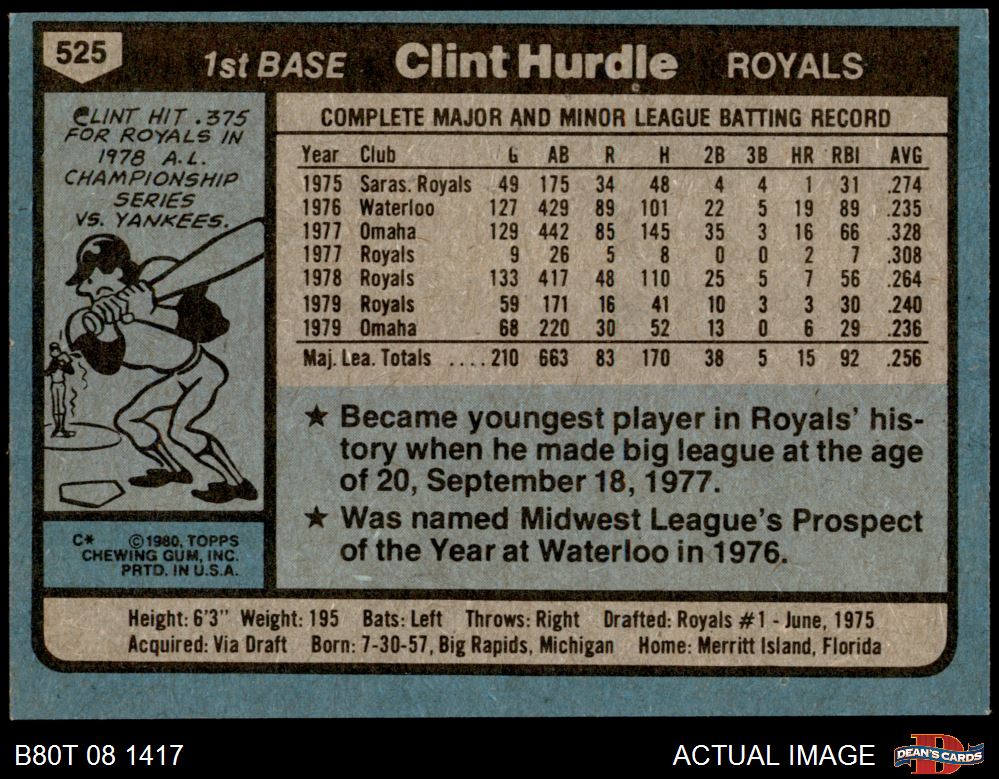 525 1st BASE Clint Hurdle ROYALS
CLINT HIT .375
FOR ROYALS IN
1978 A.L.
CHAMPIONSHIP
SERIES
VS. YANKEES.
COMPLETE MAJOR AND MINOR LEAGUE BATTING RECORD
Year Club G AB R H 2B 3B HR RBI AVG
1975 Saras. Royals 49 175 34 48 4 4 1 31 .274
1976 Waterloo 127 429 89 101 22 5 19 89 .235
1977 Omaha 129 442 85 145 35 3 16 66 .328
1977 Royals 9 26 5 8 0 0 2 7 .308
1978 Royals 133 417 48 110 25 5 7 56 .264
1979 Royals 59 171 16 41 10 3 3 30 .240
1979 Omaha 68 220 30 52 13 0 6 29 .236
Maj. Lea. Totals ....210 663 83 170 38 5 15 92 .256
★ Became youngest player in Royals' his-
tory when he made big league at the age
of 20, September 18, 1977.
★ Was named Midwest League's Prospect
of the Year at Waterloo in 1976.
C* ©1980, TOPPS
CHEWING GUM, INC.
PRTD. IN U.S.A.
Height: 6'3" Weight: 195 Bats: Left Throws: Right Drafted: Royals #1 - June, 1975
Acquired: Via Draft Born: 7-30-57, Big Rapids, Michigan Home: Merritt Island, Florida
B80T 08 1417 ACTUAL IMAGE DEAN'S CARDS